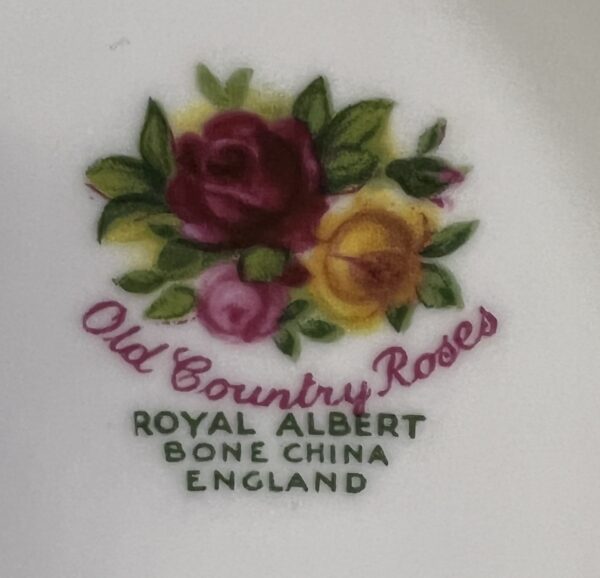 Old Country Roses
ROYAL ALBERT
BONE CHINA
ENGLAND